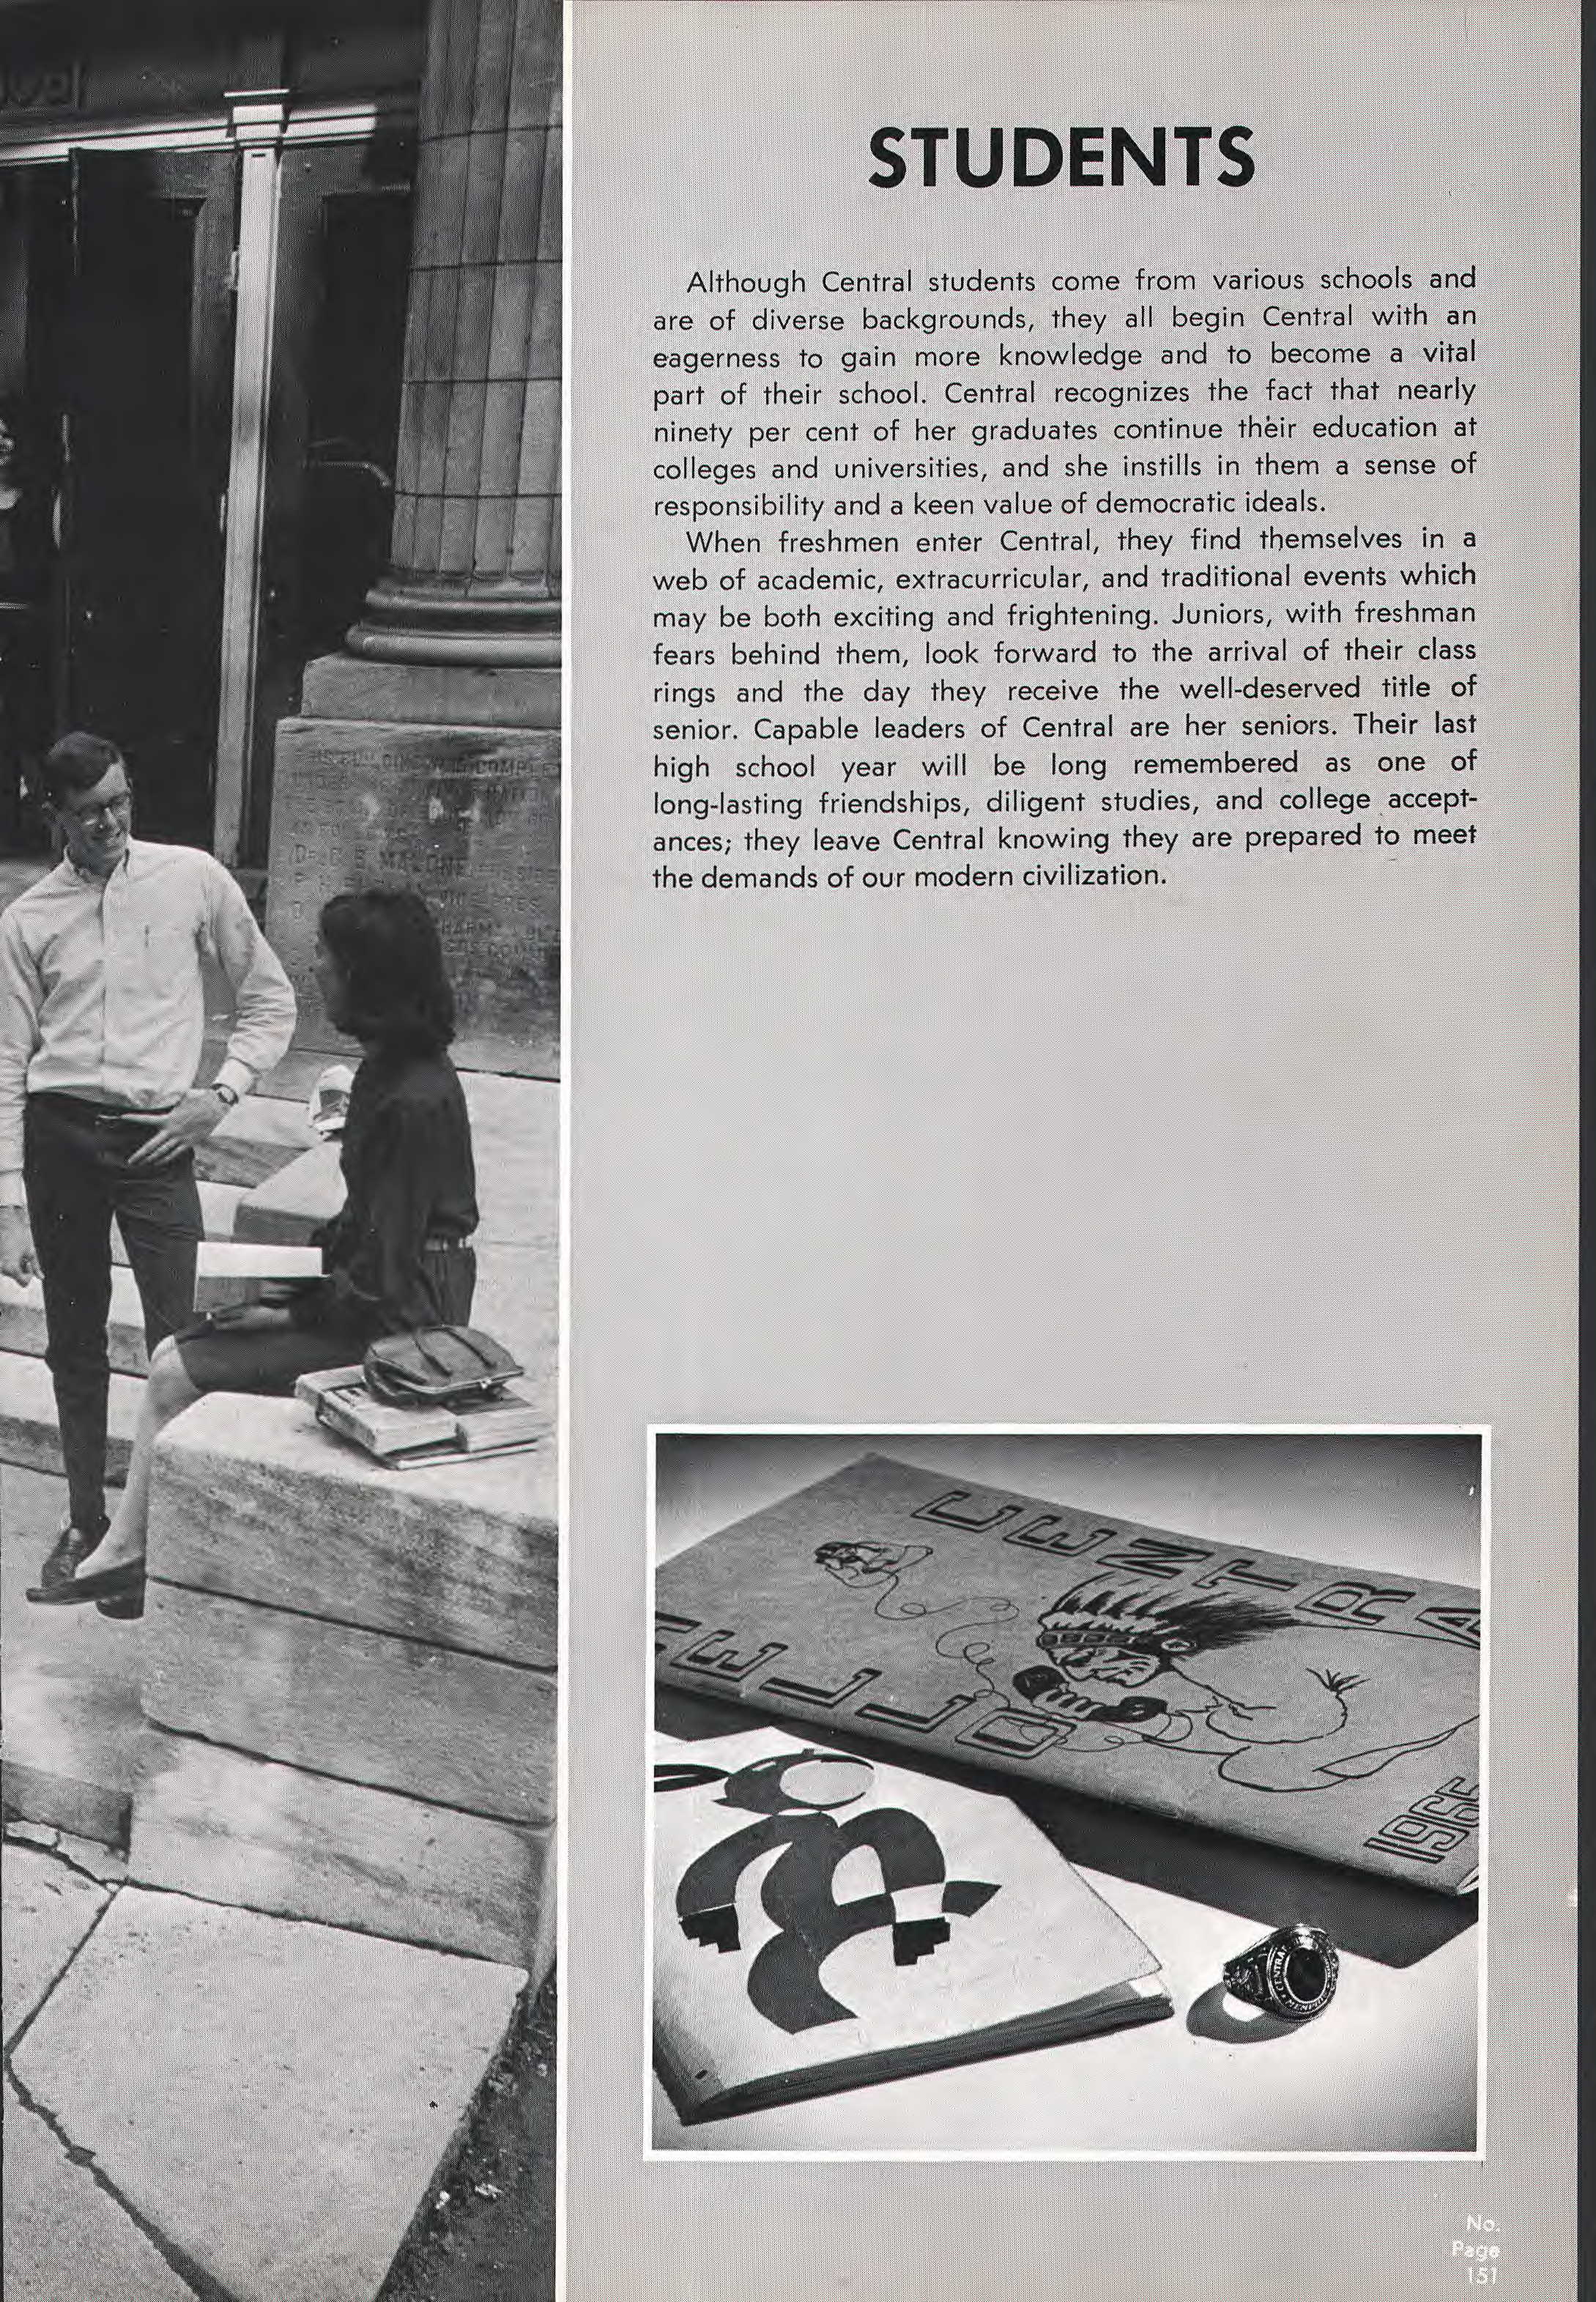 STUDENTS
Although Central students come from various schools and
are of diverse backgrounds, they all begin Central with an
eagerness to gain more knowledge and to become a vital
part of their school. Central recognizes the fact that nearly
ninety per cent of her graduates continue their education at
colleges and universities, and she instills in them a sense of
responsibility and a keen value of democratic ideals.
When freshmen enter Central, they find themselves in a
web of academic, extracurricular, and traditional events which
may be both exciting and frightening. Juniors, with freshman
fears behind them, look forward to the arrival of their class
rings and the day they receive the well-deserved title of
senior. Capable leaders of Central are her seniors. Their last
high school year will be long remembered as one of
long-lasting friendships, diligent studies, and college accept-
ances; they leave Central knowing they are prepared to meet
the demands of our modern civilization.
COMPLE
MALONE
CENTRA
HELLO
1966
CENTRAL
MEMPHIS
No.
Page
151